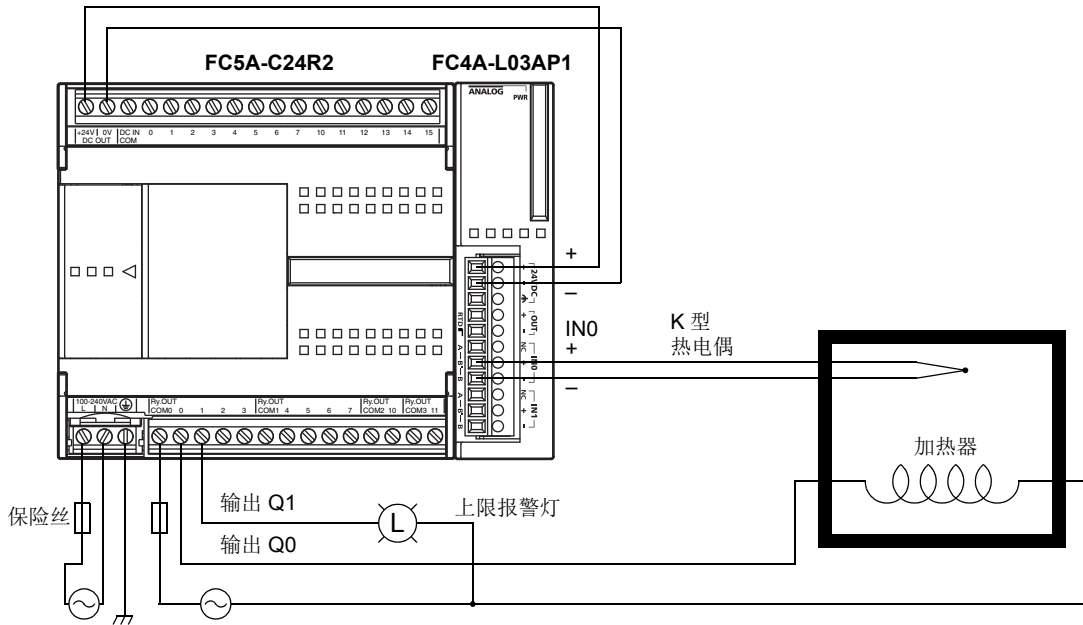 FC5A-C24R2
FC4A-L03AP1
ANALOG
PWR
+24V 0V DC IN 0 1 2 3 4 5 6 7 10 11 12 13 14 15
DC OUT COM
+
24VDC
−
OUT
+
-
RTD
IN0
+
−
NC
A
B'
B
IN0
+
-
NC
A
B'
B
IN1
+
-
K 型
热电偶
加热器
100-240VAC
L N
Ry.OUT Ry.OUT Ry.OUT Ry.OUT
COM0 0 1 2 3 COM1 4 5 6 7 COM2 10 COM3 11
保险丝
输出 Q1
L
上限报警灯
输出 Q0